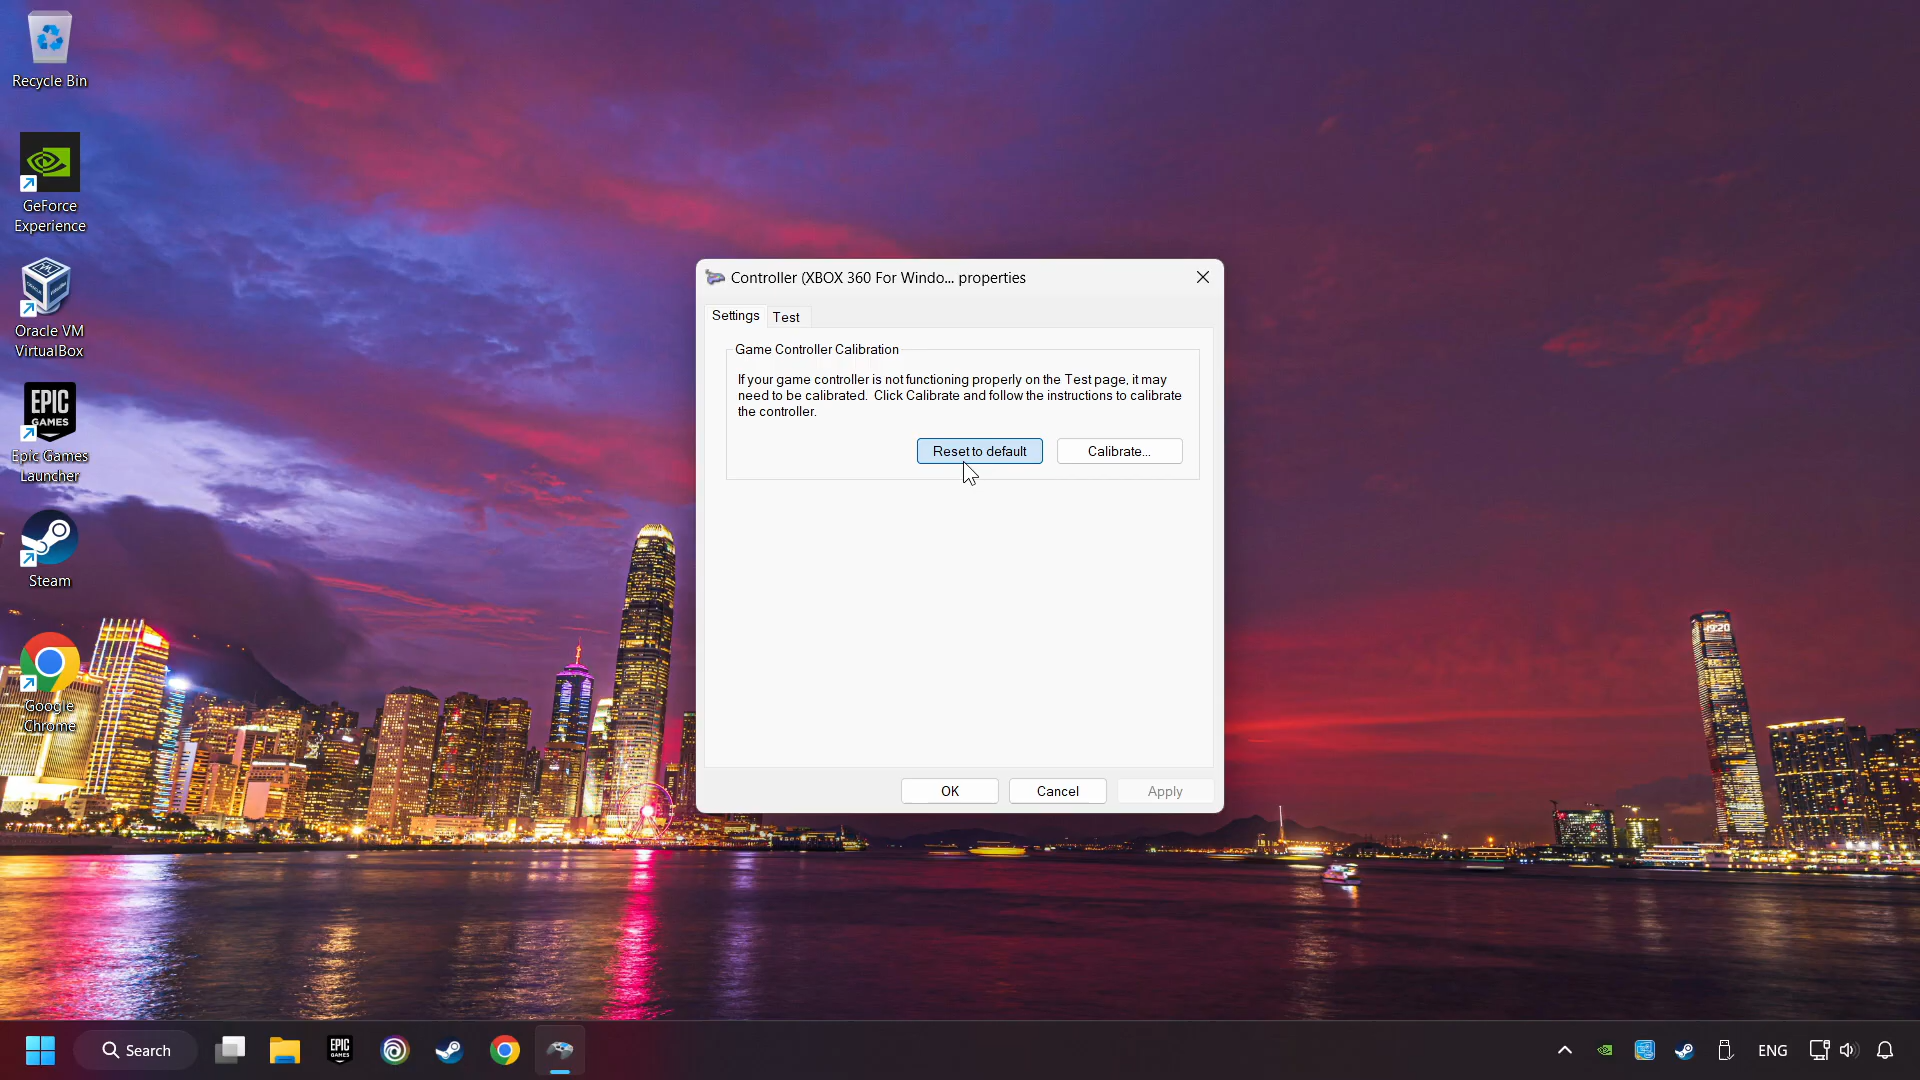 Recycle Bin
GeForce
Experience
Oracle VM
VirtualBox
EPIC
GAMES
Epic Games
Launcher
Steam
Google
Chrome
Controller (XBOX 360 For Windo... properties
Settings
Test
Game Controller Calibration
If your game controller is not functioning properly on the Test page, it may
need to be calibrated.  Click Calibrate and follow the instructions to calibrate
the controller.
Reset to default
Calibrate...
OK
Cancel
Apply
Search
EPIC
GAMES
ENG